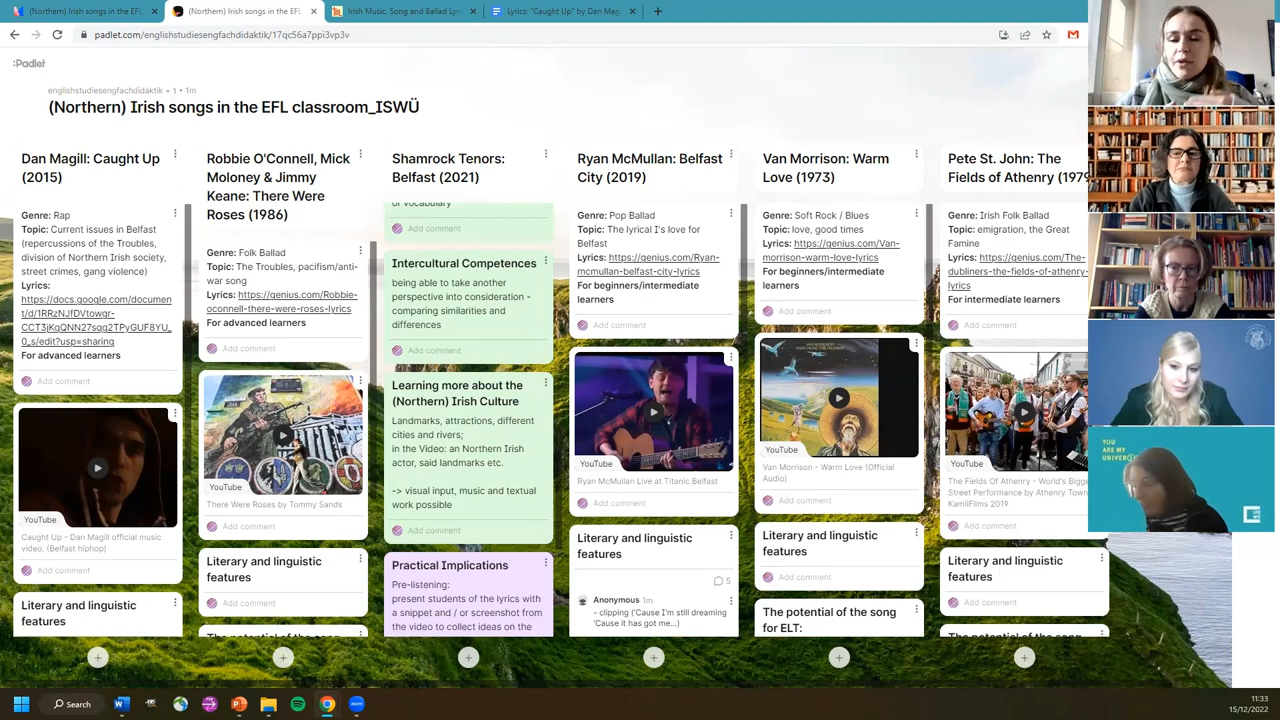 (Northern) Irish songs in the EFL
(Northern) Irish songs in the EFL
Irish Music, Song and Ballad Lyr
Lyrics: "Caught Up" by Dan Mag
padlet.com/englishstudiesengfachdidaktik/17qc56a7ppi3vp3v
:Padlet
englishstudiesengfachdidaktik + 1 • 1m
(Northern) Irish songs in the EFL classroom_ISWÜ
Dan Magill: Caught Up
(2015)
Genre: Rap
Topic: Current issues in Belfast
(repercussions of the Troubles,
division of Northern Irish society,
street crimes, gang violence)
Lyrics:
https://docs.google.com/documen
For advanced learners
Add comment
YouTube
Caught Up - Dan Magill official music
video, (Belfast hiphop)
Add comment
Literary and linguistic
features
Robbie O'Connell, Mick
Moloney & Jimmy
Keane: There Were
Roses (1986)
Genre: Folk Ballad
Topic: The Troubles, pacifism/anti-
war song
Lyrics: https://genius.com/Robbie-
oconnell-there-were-roses-lyrics
For advanced learners
Add comment
YouTube
There Were Roses by Tommy Sands
Add comment
Literary and linguistic
features
Add comment
The potential of the song
Shamrock Tenors:
Belfast (2021)
or vocabulary
Add comment
Intercultural Competences
being able to take another
perspective into consideration -
comparing similarities and
differences
Add comment
Learning more about the
(Northern) Irish Culture
Landmarks, attractions, different
cities and rivers;
in video: an Northern Irish
actor, said landmarks etc.
-> visual input, music and textual
work possible
Add comment
Practical Implications
Pre-listening:
present students of the lyrics with
a snippet and / or screenshot from
the video to collect ideas on the
Ryan McMullan: Belfast
City (2019)
Genre: Pop Ballad
Topic: The lyrical I's love for
Belfast
Lyrics: https://genius.com/Ryan-
mcmullan-belfast-city-lyrics
For beginners/intermediate
learners
Add comment
YouTube
Ryan McMullan Live at Titanic Belfast
Add comment
Literary and linguistic
features
5
Anonymous 1m
- clipping ('Cause I'm still dreaming
'Cause it has got me...)
Van Morrison: Warm
Love (1973)
Genre: Soft Rock / Blues
Topic: love, good times
Lyrics: https://genius.com/Van-
morrison-warm-love-lyrics
For beginners/intermediate
learners
Add comment
YouTube
Van Morrison - Warm Love (Official
Audio)
Add comment
Literary and linguistic
features
Add comment
The potential of the song
for ELT:
Pete St. John: The
Fields of Athenry (1979
Genre: Irish Folk Ballad
Topic: emigration, the Great
Famine
Lyrics: https://genius.com/The-
dubliners-the-fields-of-athenry-
lyrics
For intermediate learners
Add comment
YouTube
The Fields Of Athenry - World's Bigge
Street Performance by Athenry Town
KamilFilms 2019
Add comment
Literary and linguistic
features
Add comment
YOU
ARE MY
Search
11:33
15/12/2022